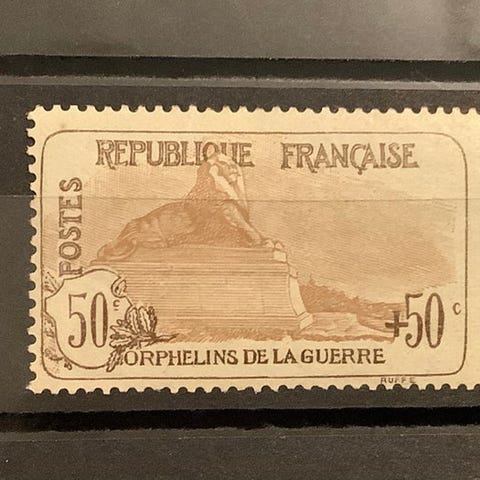 REPUBLIQUE FRANÇAISE
POSTES
50c +50c
ORPHELINS DE LA GUERRE
RUFFE